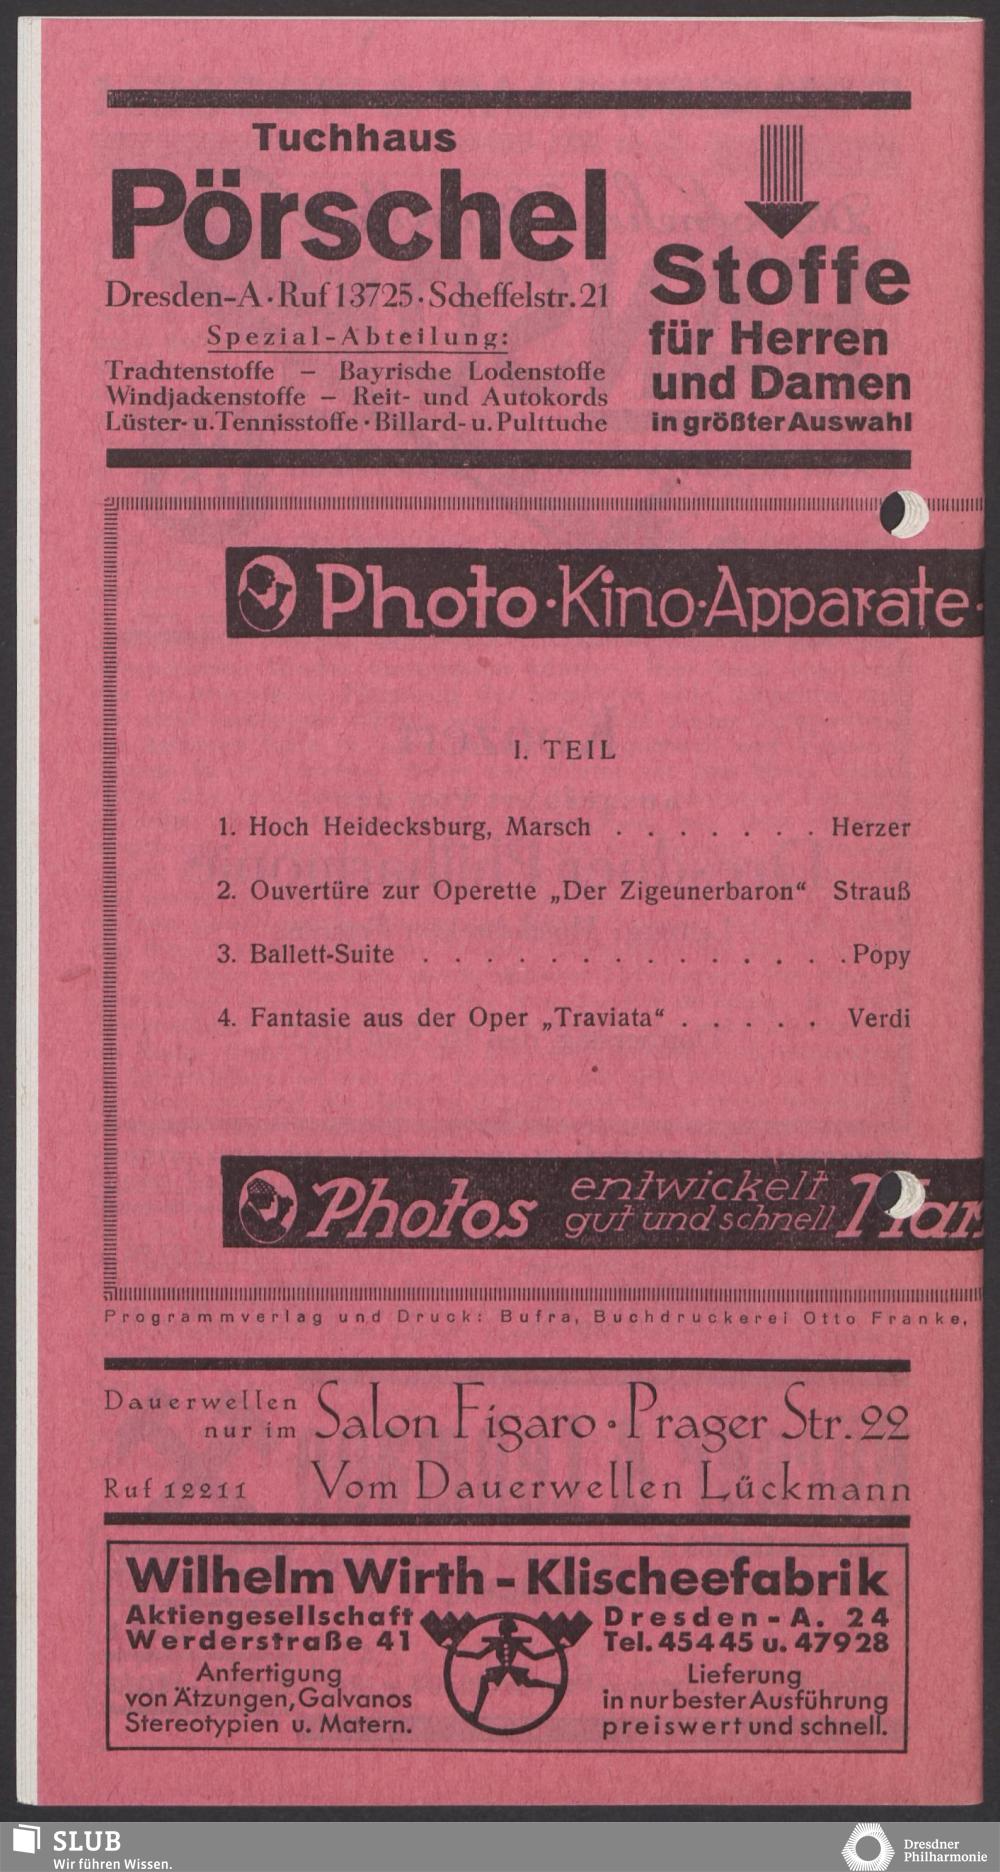 Tuchhaus
Pörschel
Dresden-A · Ruf 13725 · Scheffelstr. 21
Spezial-Abteilung:
Trachtenstoffe — Bayrische Lodenstoffe
Windjackenstoffe — Reit- und Autokords
Lüster- u. Tennisstoffe · Billard- u. Pulttuche
Stoffe
für Herren
und Damen
in größter Auswahl
Photo · Kino · Apparate ·
I. TEIL
1. Hoch Heidecksburg, Marsch . . . . . . . Herzer
2. Ouvertüre zur Operette „Der Zigeunerbaron“ Strauß
3. Ballett-Suite . . . . . . . . . . . . . . Popy
4. Fantasie aus der Oper „Traviata“ . . . . . Verdi
Photos entwickelt
gut und schnell
Programmverlag und Druck: Bufra, Buchdruckerei Otto Franke,
Dauerwellen
nur im Salon Figaro · Prager Str. 22
Ruf 12211 Vom Dauerwellen Lückmann
Wilhelm Wirth - Klischeefabrik
Aktiengesellschaft
Werderstraße 41
Anfertigung
von Ätzungen, Galvanos
Stereotypien u. Matern.
Dresden-A. 24
Tel. 45445 u. 47928
Lieferung
in nur bester Ausführung
preiswert und schnell.
SLUB
Wir führen Wissen.
Dresdner
Philharmonie